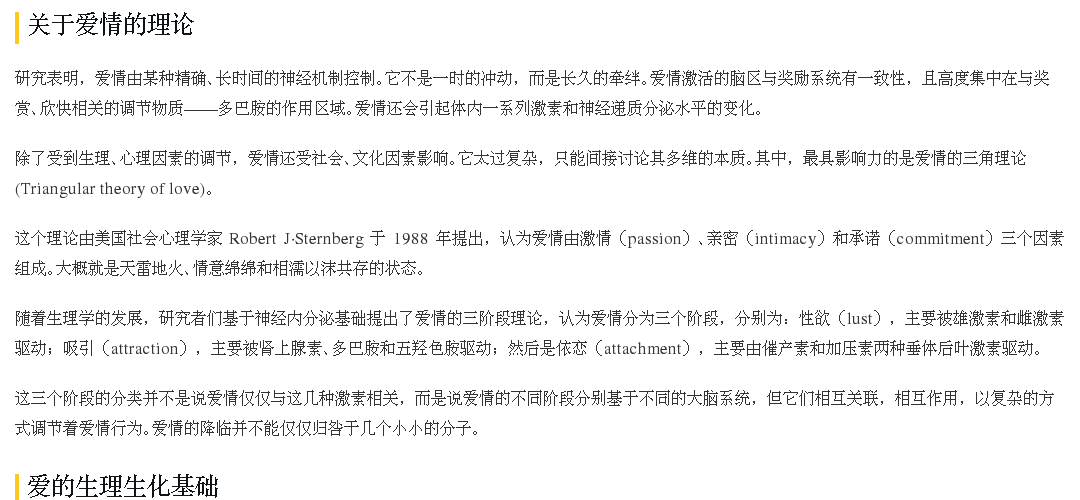 关于爱情的理论
研究表明，爱情由某种精确、长时间的神经机制控制。它不是一时的冲动，而是长久的牵绊。爱情激活的脑区与奖励系统有一致性，且高度集中在与奖
赏、欣快相关的调节物质——多巴胺的作用区域。爱情还会引起体内一系列激素和神经递质分泌水平的变化。
除了受到生理、心理因素的调节，爱情还受社会、文化因素影响。它太过复杂，只能间接讨论其多维的本质。其中，最具影响力的是爱情的三角理论
(Triangular theory of love)。
这个理论由美国社会心理学家 Robert J·Sternberg 于 1988 年提出，认为爱情由激情（passion）、亲密（intimacy）和承诺（commitment）三个因素
组成。大概就是天雷地火、情意绵绵和相濡以沫共存的状态。
随着生理学的发展，研究者们基于神经内分泌基础提出了爱情的三阶段理论，认为爱情分为三个阶段，分别为：性欲（lust），主要被雄激素和雌激素
驱动；吸引（attraction），主要被肾上腺素、多巴胺和五羟色胺驱动；然后是依恋（attachment），主要由催产素和加压素两种垂体后叶激素驱动。
这三个阶段的分类并不是说爱情仅仅与这几种激素相关，而是说爱情的不同阶段分别基于不同的大脑系统，但它们相互关联，相互作用，以复杂的方
式调节着爱情行为。爱情的降临并不能仅仅归咎于几个小小的分子。
爱的生理生化基础